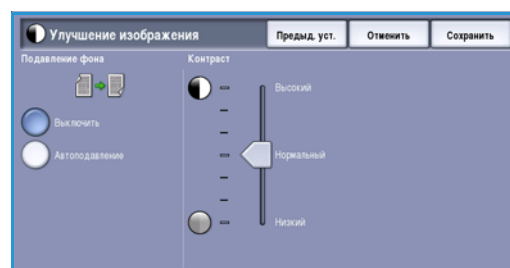 Улучшение изображения
Предыд. уст.
Отменить
Сохранить
Подавление фона
Контраст
Высокий
Выключить
Автоподавление
Нормальный
Низкий